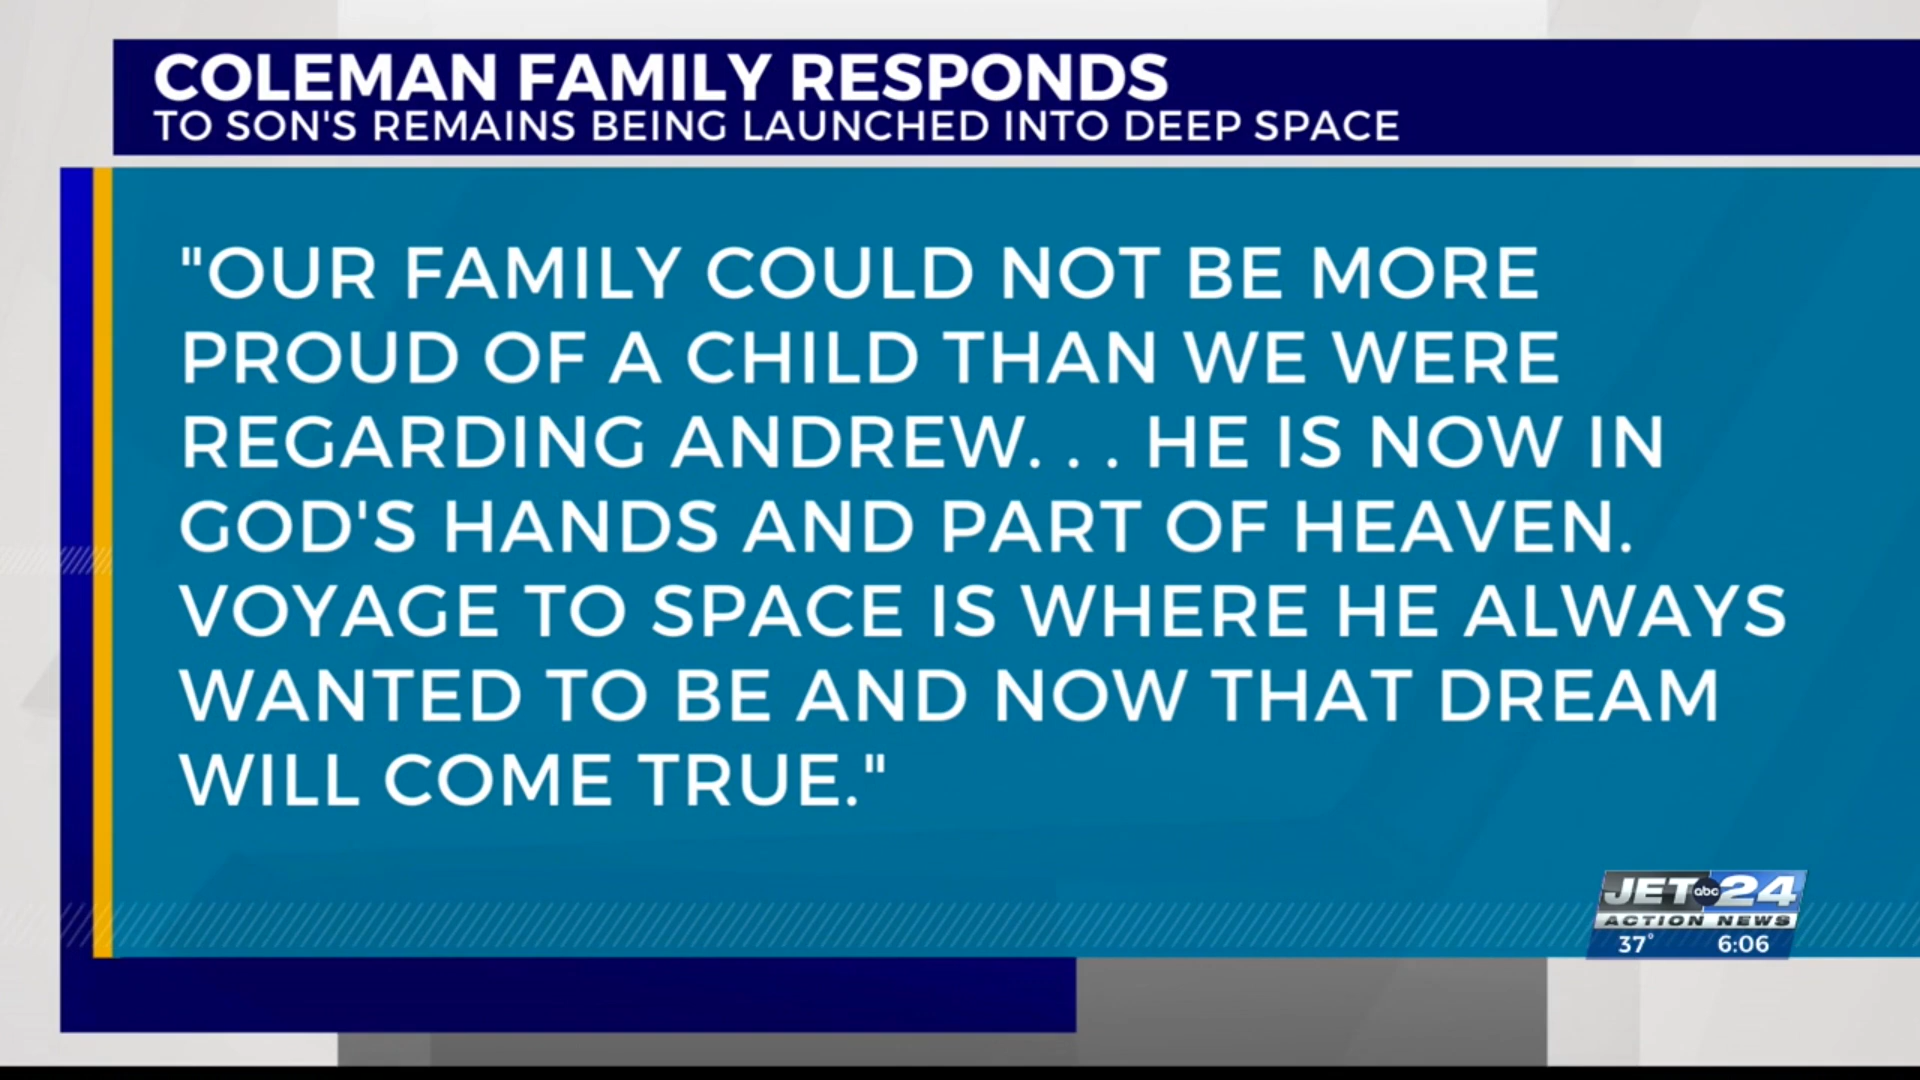 COLEMAN FAMILY RESPONDS
TO SON'S REMAINS BEING LAUNCHED INTO DEEP SPACE
"OUR FAMILY COULD NOT BE MORE
PROUD OF A CHILD THAN WE WERE
REGARDING ANDREW. . . HE IS NOW IN
GOD'S HANDS AND PART OF HEAVEN.
VOYAGE TO SPACE IS WHERE HE ALWAYS
WANTED TO BE AND NOW THAT DREAM
WILL COME TRUE."
JET abc 24
ACTION NEWS
37° 6:06